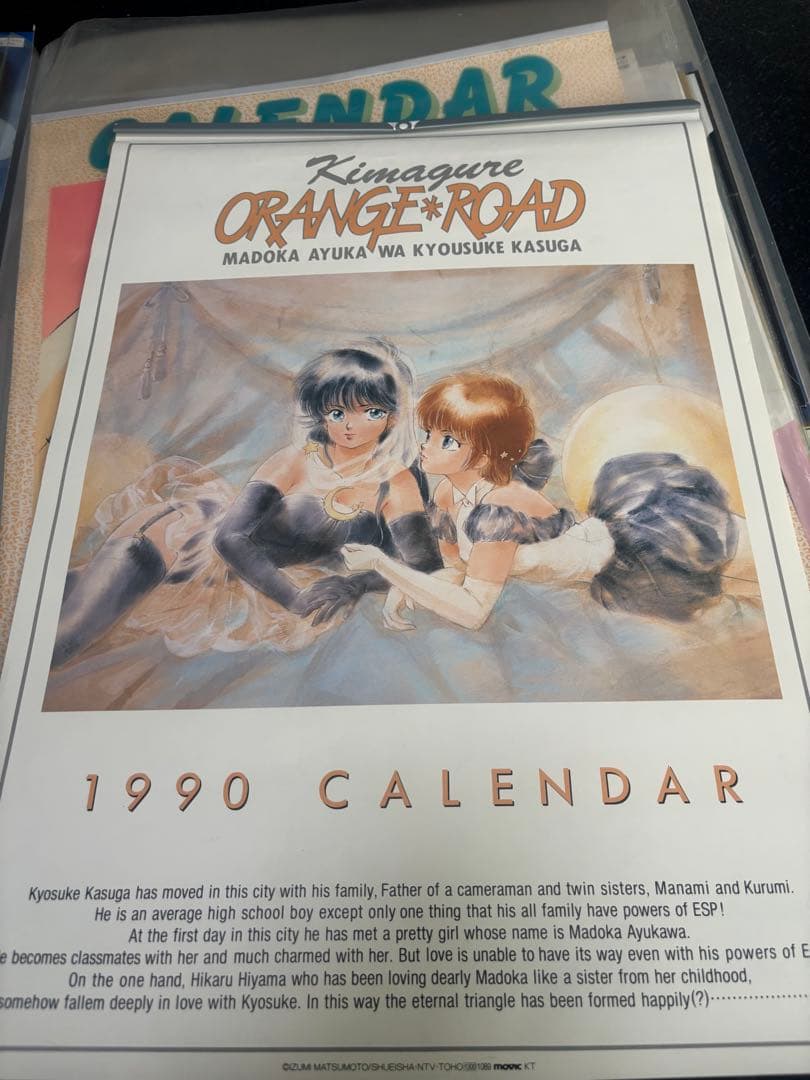 CALENDAR
Kimagure
ORANGE*ROAD
MADOKA AYUKA WA KYOUSUKE KASUGA
1990 CALENDAR
Kyosuke Kasuga has moved in this city with his family, Father of a cameraman and twin sisters, Manami and Kurumi.
He is an average high school boy except only one thing that his all family have powers of ESP!
At the first day in this city he has met a pretty girl whose name is Madoka Ayukawa.
e becomes classmates with her and much charmed with her. But love is unable to have its way even with his powers of E
On the one hand, Hikaru Hiyama who has been loving dearly Madoka like a sister from her childhood,
somehow fallem deeply in love with Kyosuke. In this way the eternal triangle has been formed happily(?)··················
©IZUMI MATSUMOTO/SHUEISHA·NTV·TOHO 1089 movic KT